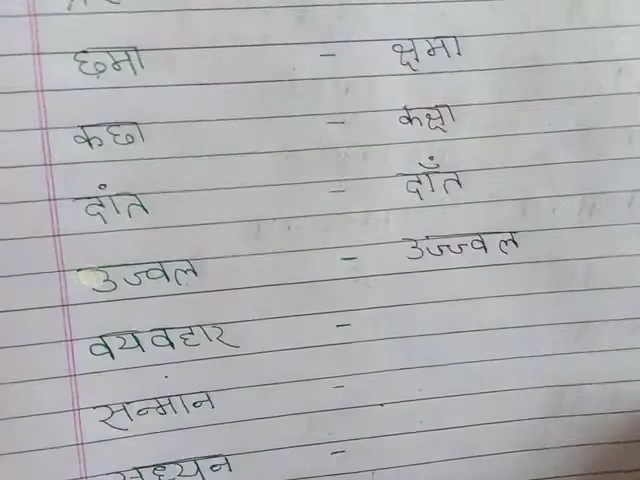 छमा - क्षमा
कछा - कक्षा
दांत - दाँत
उज्वल - उज्ज्वल
वयवहार -
सन्मान -
-